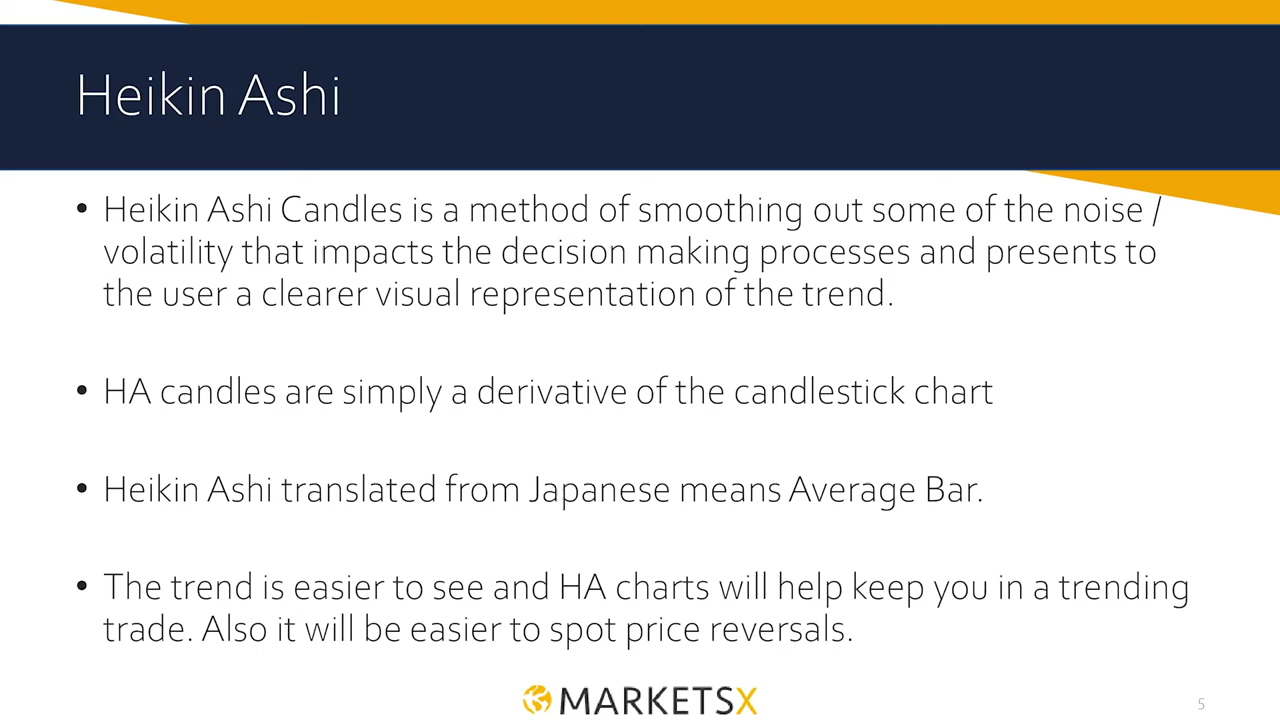 Heikin Ashi
• Heikin Ashi Candles is a method of smoothing out some of the noise /
volatility that impacts the decision making processes and presents to
the user a clearer visual representation of the trend.
• HA candles are simply a derivative of the candlestick chart
• Heikin Ashi translated from Japanese means Average Bar.
• The trend is easier to see and HA charts will help keep you in a trending
trade. Also it will be easier to spot price reversals.
MARKETSX
5